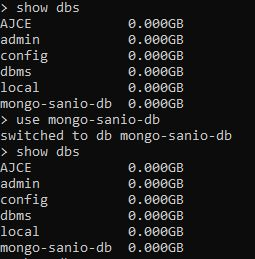 > show dbs
AJCE           0.000GB
admin          0.000GB
config         0.000GB
dbms           0.000GB
local          0.000GB
mongo-sanio-db  0.000GB
> use mongo-sanio-db
switched to db mongo-sanio-db
> show dbs
AJCE           0.000GB
admin          0.000GB
config         0.000GB
dbms           0.000GB
local          0.000GB
mongo-sanio-db  0.000GB